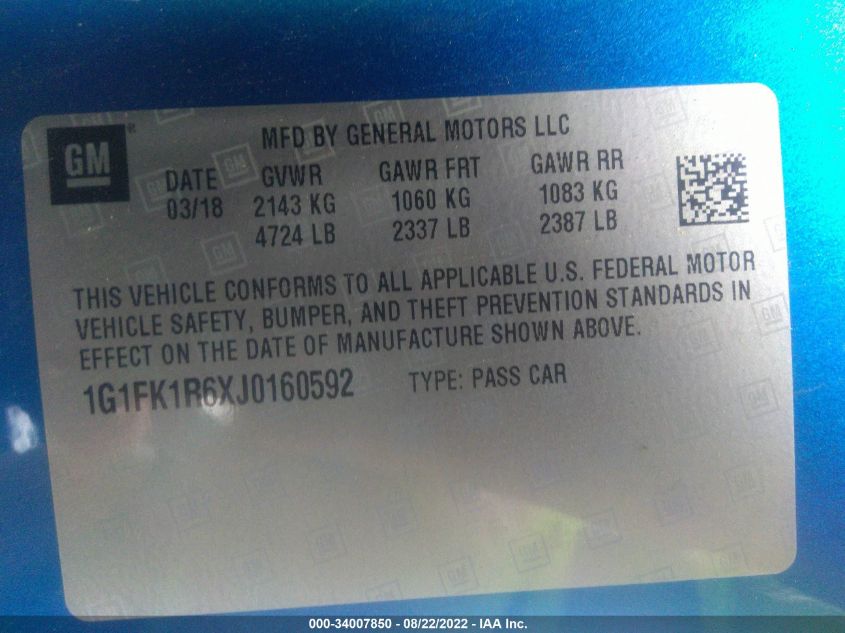 GM
®
MFD BY GENERAL MOTORS LLC
DATE GVWR GAWR FRT GAWR RR
03/18 2143 KG 1060 KG 1083 KG
4724 LB 2337 LB 2387 LB
THIS VEHICLE CONFORMS TO ALL APPLICABLE U.S. FEDERAL MOTOR
VEHICLE SAFETY, BUMPER, AND THEFT PREVENTION STANDARDS IN
EFFECT ON THE DATE OF MANUFACTURE SHOWN ABOVE.
1G1FK1R6XJ0160592 TYPE: PASS CAR
000-34007850 - 08/22/2022 - IAA Inc.